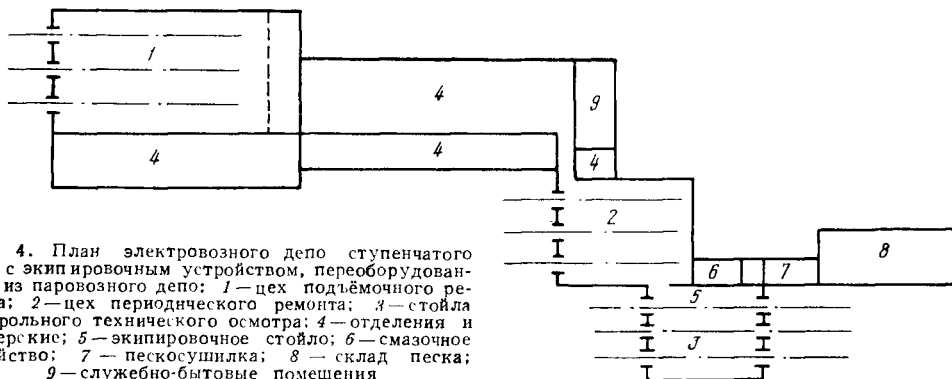 1
4
4
4
9
4
2
6
7
8
5
3
4. План электровозного депо ступенчатого
с экипировочным устройством, переоборудован-
из паровозного депо: 1—цех подъёмочного ре-
а; 2—цех периодического ремонта; 3—стойла
рольного технического осмотра; 4—отделения и
ерские; 5—экипировочное стойло; 6—смазочное
йство; 7 — пескосушилка; 8 — склад песка;
9—служебно-бытовые помещения